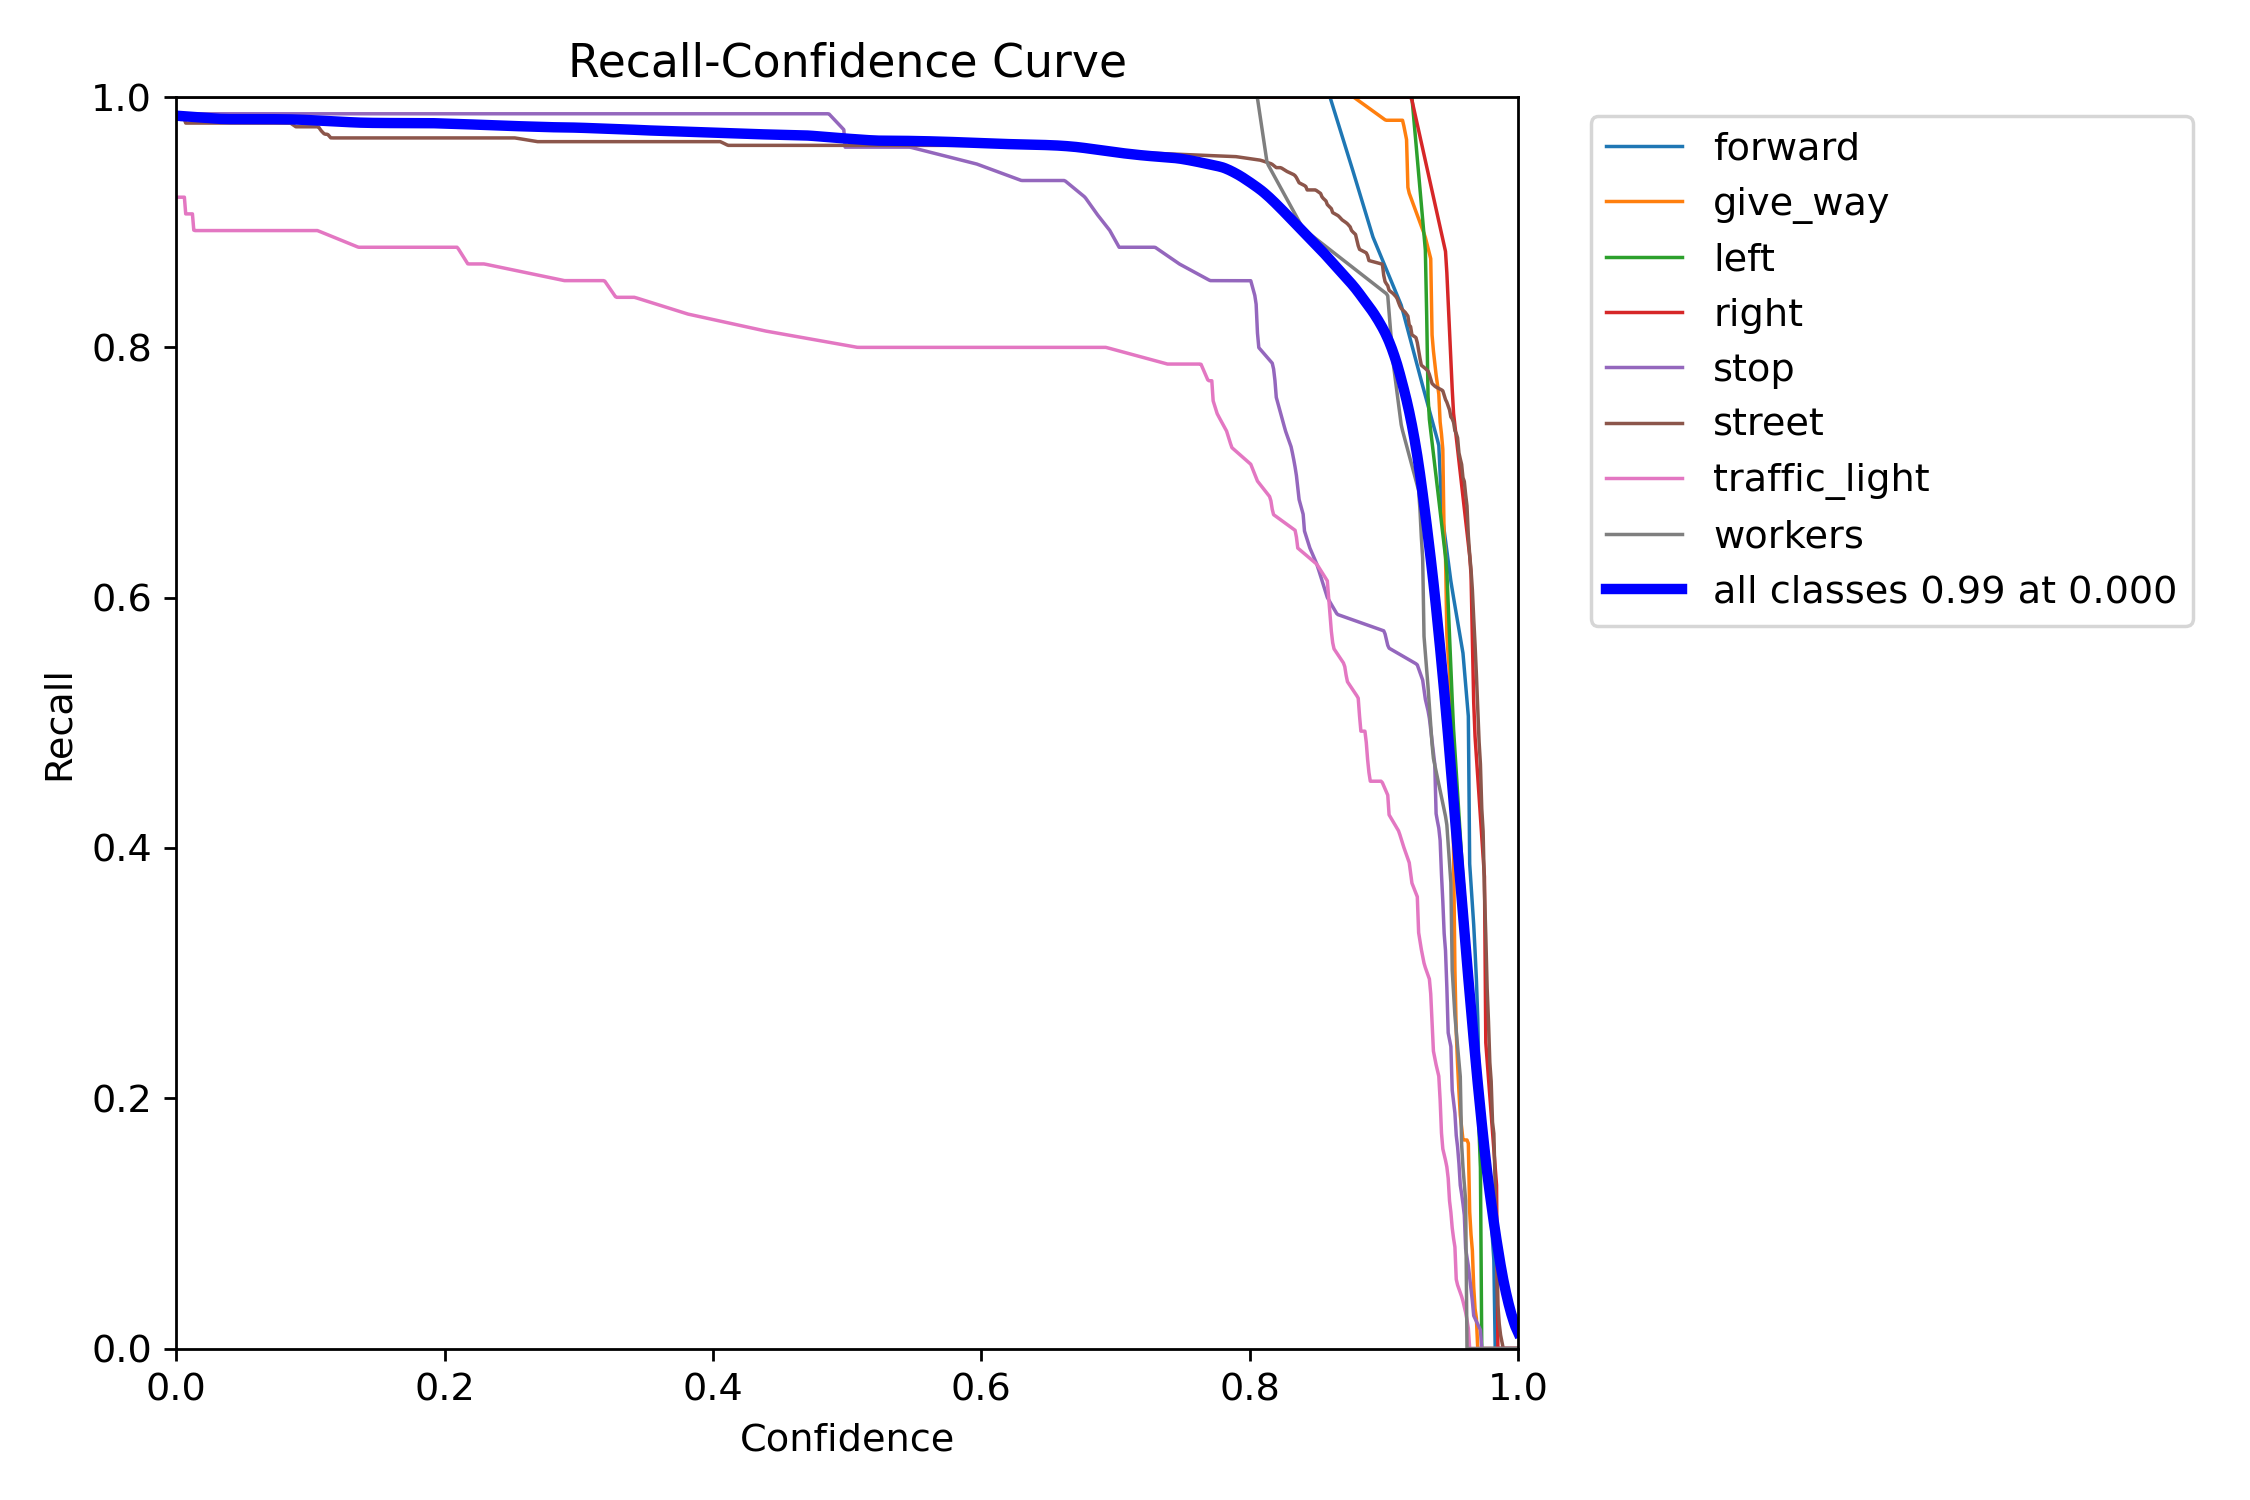 Recall-Confidence Curve
1.0
0.8
0.6
0.4
0.2
0.0
Recall
0.0 0.2 0.4 0.6 0.8 1.0
Confidence
forward
give_way
left
right
stop
street
traffic_light
workers
all classes 0.99 at 0.000